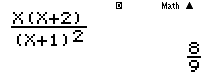 D Math ▲
X(X+2)
(X+1)2
8
9